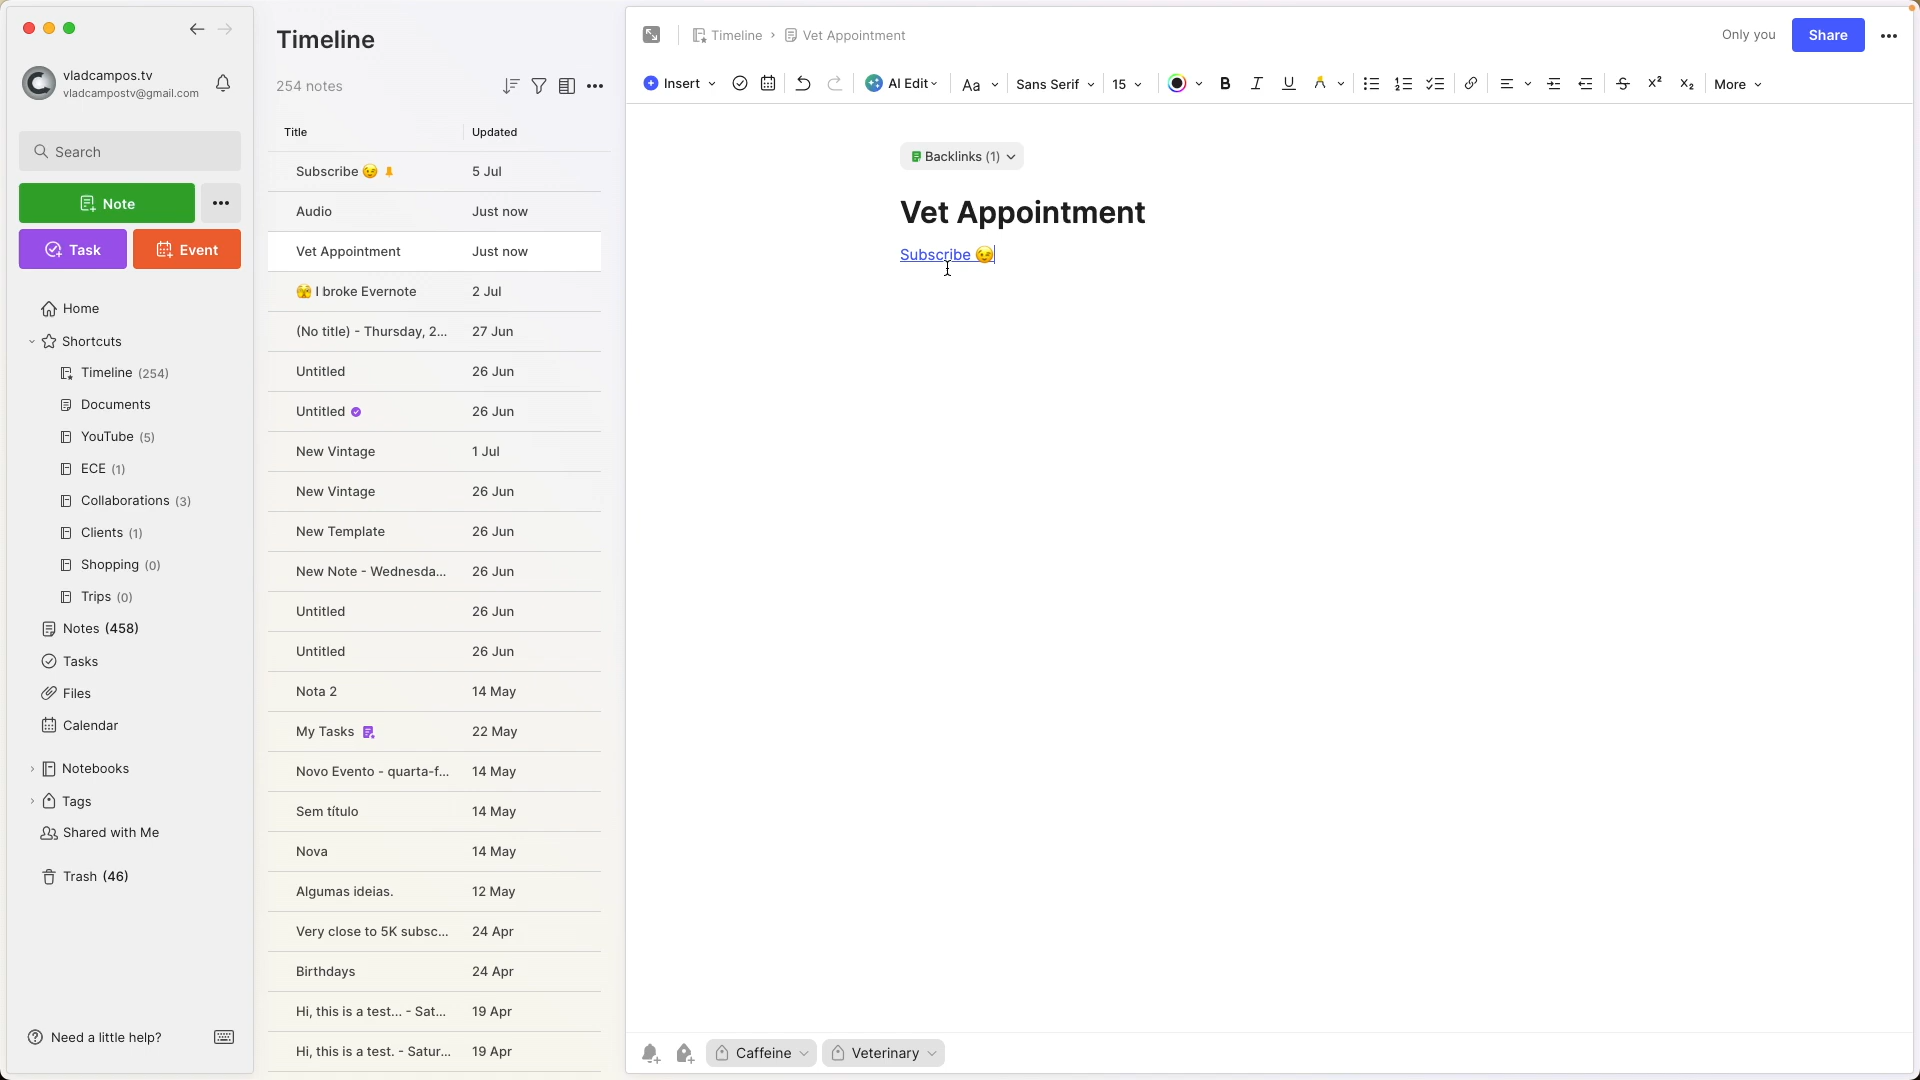 vladcampos.tv
vladcampostv@gmail.com
Search
Note
Task
Event
Home
Shortcuts
Timeline (254)
Documents
YouTube (5)
ECE (1)
Collaborations (3)
Clients (1)
Shopping (0)
Trips (0)
Notes (458)
Tasks
Files
Calendar
Notebooks
Tags
Shared with Me
Trash (46)
Need a little help?
Timeline
254 notes
Title Updated
Subscribe 😉 5 Jul
Audio Just now
Vet Appointment Just now
🫣 I broke Evernote 2 Jul
(No title) - Thursday, 2... 27 Jun
Untitled 26 Jun
Untitled 26 Jun
New Vintage 1 Jul
New Vintage 26 Jun
New Template 26 Jun
New Note - Wednesda... 26 Jun
Untitled 26 Jun
Untitled 26 Jun
Nota 2 14 May
My Tasks 22 May
Novo Evento - quarta-f... 14 May
Sem título 14 May
Nova 14 May
Algumas ideias. 12 May
Very close to 5K subsc... 24 Apr
Birthdays 24 Apr
Hi, this is a test... - Sat... 19 Apr
Hi, this is a test. - Satur... 19 Apr
Timeline > Vet Appointment
Only you
Share
Insert AI Edit Aa Sans Serif 15 B I U S X² X₂ More
Backlinks (1)
Vet Appointment
Subscribe 😉
Caffeine Veterinary